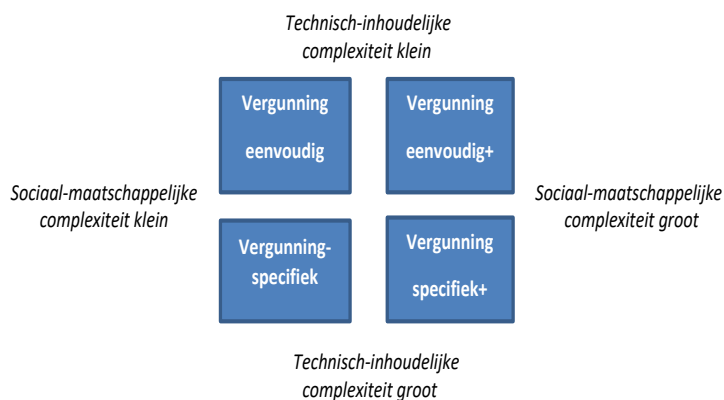 Technisch-inhoudelijke
complexiteit klein
Vergunning
eenvoudig
Vergunning
eenvoudig+
Sociaal-maatschappelijke
complexiteit klein
Sociaal-maatschappelijke
complexiteit groot
Vergunning-
specifiek
Vergunning
specifiek+
Technisch-inhoudelijke
complexiteit groot